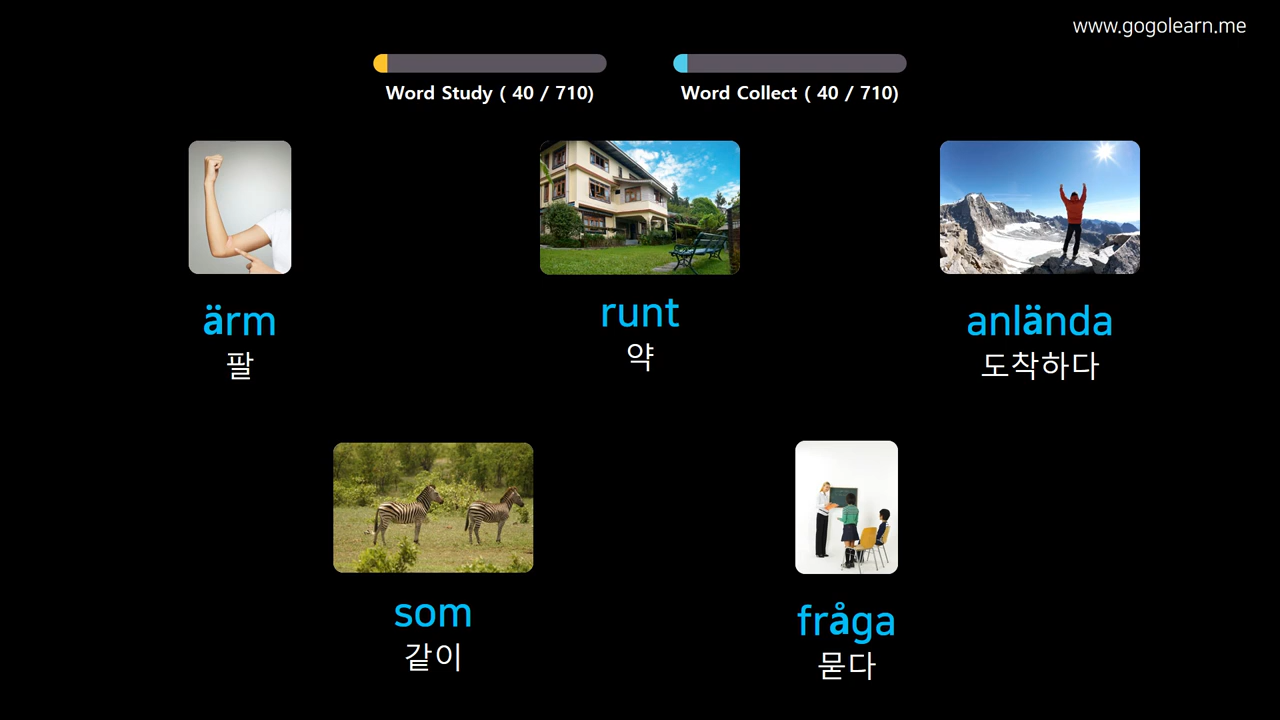 www.gogolearn.me
Word Study ( 40 / 710)
Word Collect ( 40 / 710)
ärm
팔
runt
약
anlända
도착하다
som
같이
fråga
묻다